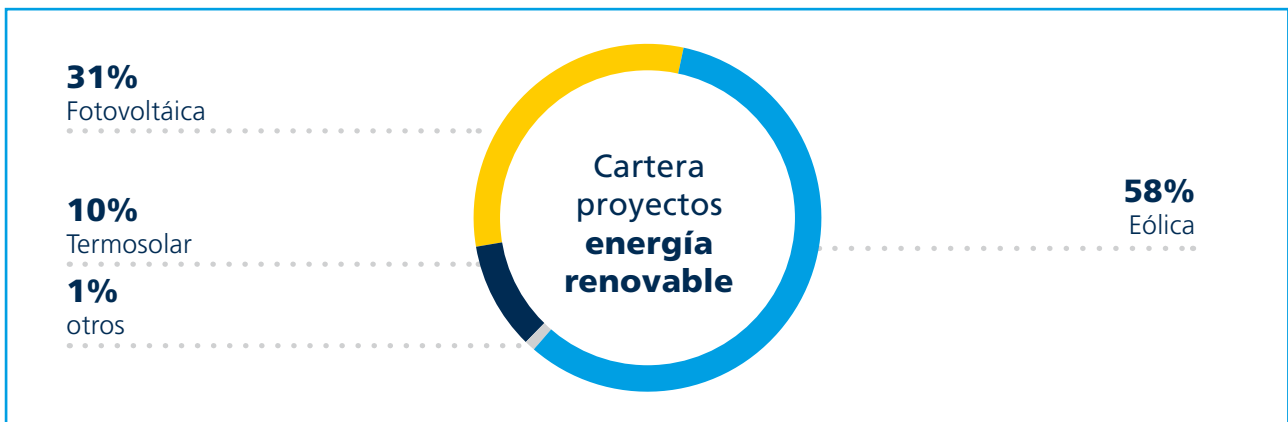 31%
Fotovoltáica
10%
Termosolar
1%
otros
Cartera
proyectos
energía
renovable
58%
Eólica